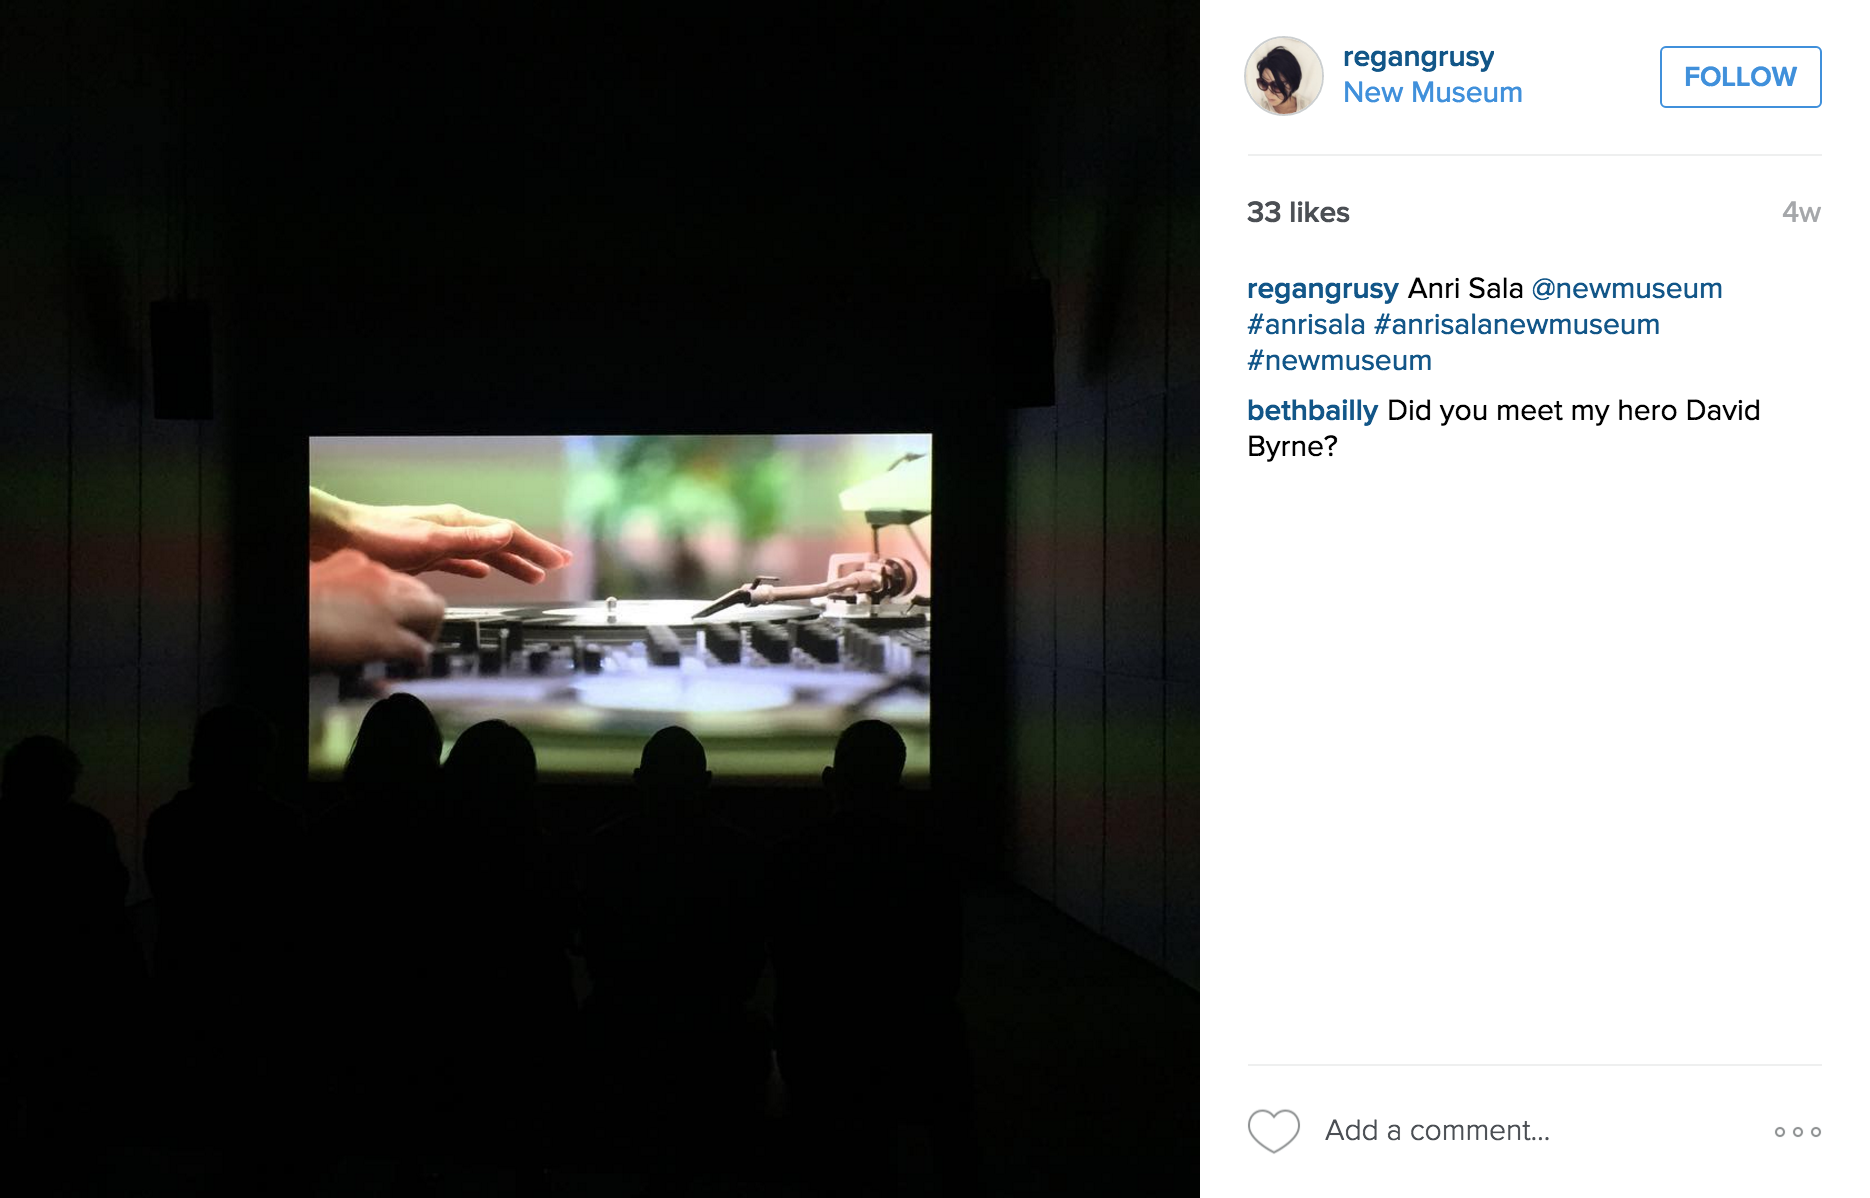 regangrusy
New Museum
FOLLOW
33 likes
4w
regangrusy Anri Sala @newmuseum
#anrisala #anrisalanewmuseum
#newmuseum
bethbailly Did you meet my hero David
Byrne?
Add a comment...